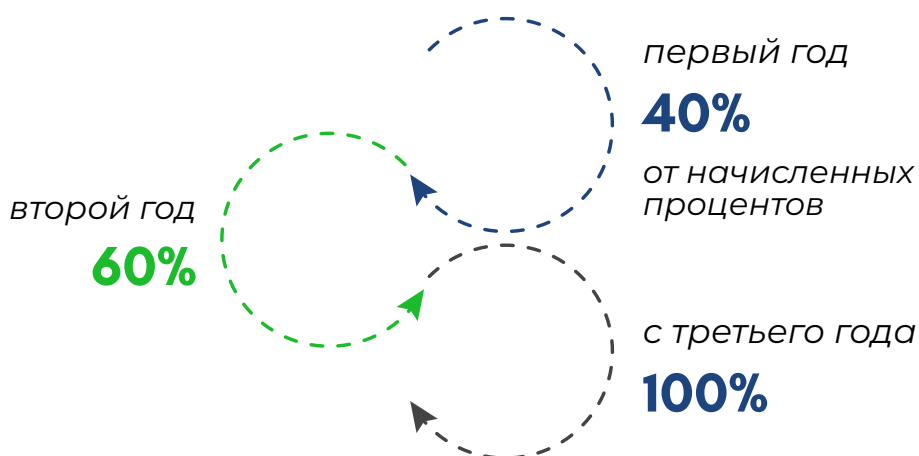 первый год
40%
от начисленных
процентов
второй год
60%
с третьего года
100%